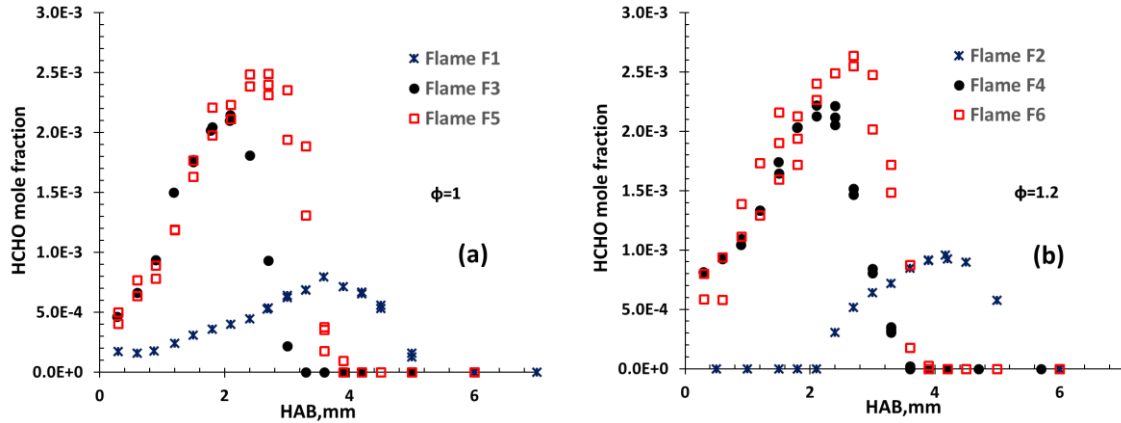 3.0E-3
2.5E-3
2.0E-3
1.5E-3
1.0E-3
5.0E-4
0.0E+0
HCHO mole fraction
0
2
4
6
HAB,mm
Flame F1
Flame F3
Flame F5
ϕ=1
(a)
3.0E-3
2.5E-3
2.0E-3
1.5E-3
1.0E-3
5.0E-4
0.0E+0
HCHO mole fraction
0
2
4
6
HAB,mm
Flame F2
Flame F4
Flame F6
ϕ=1.2
(b)